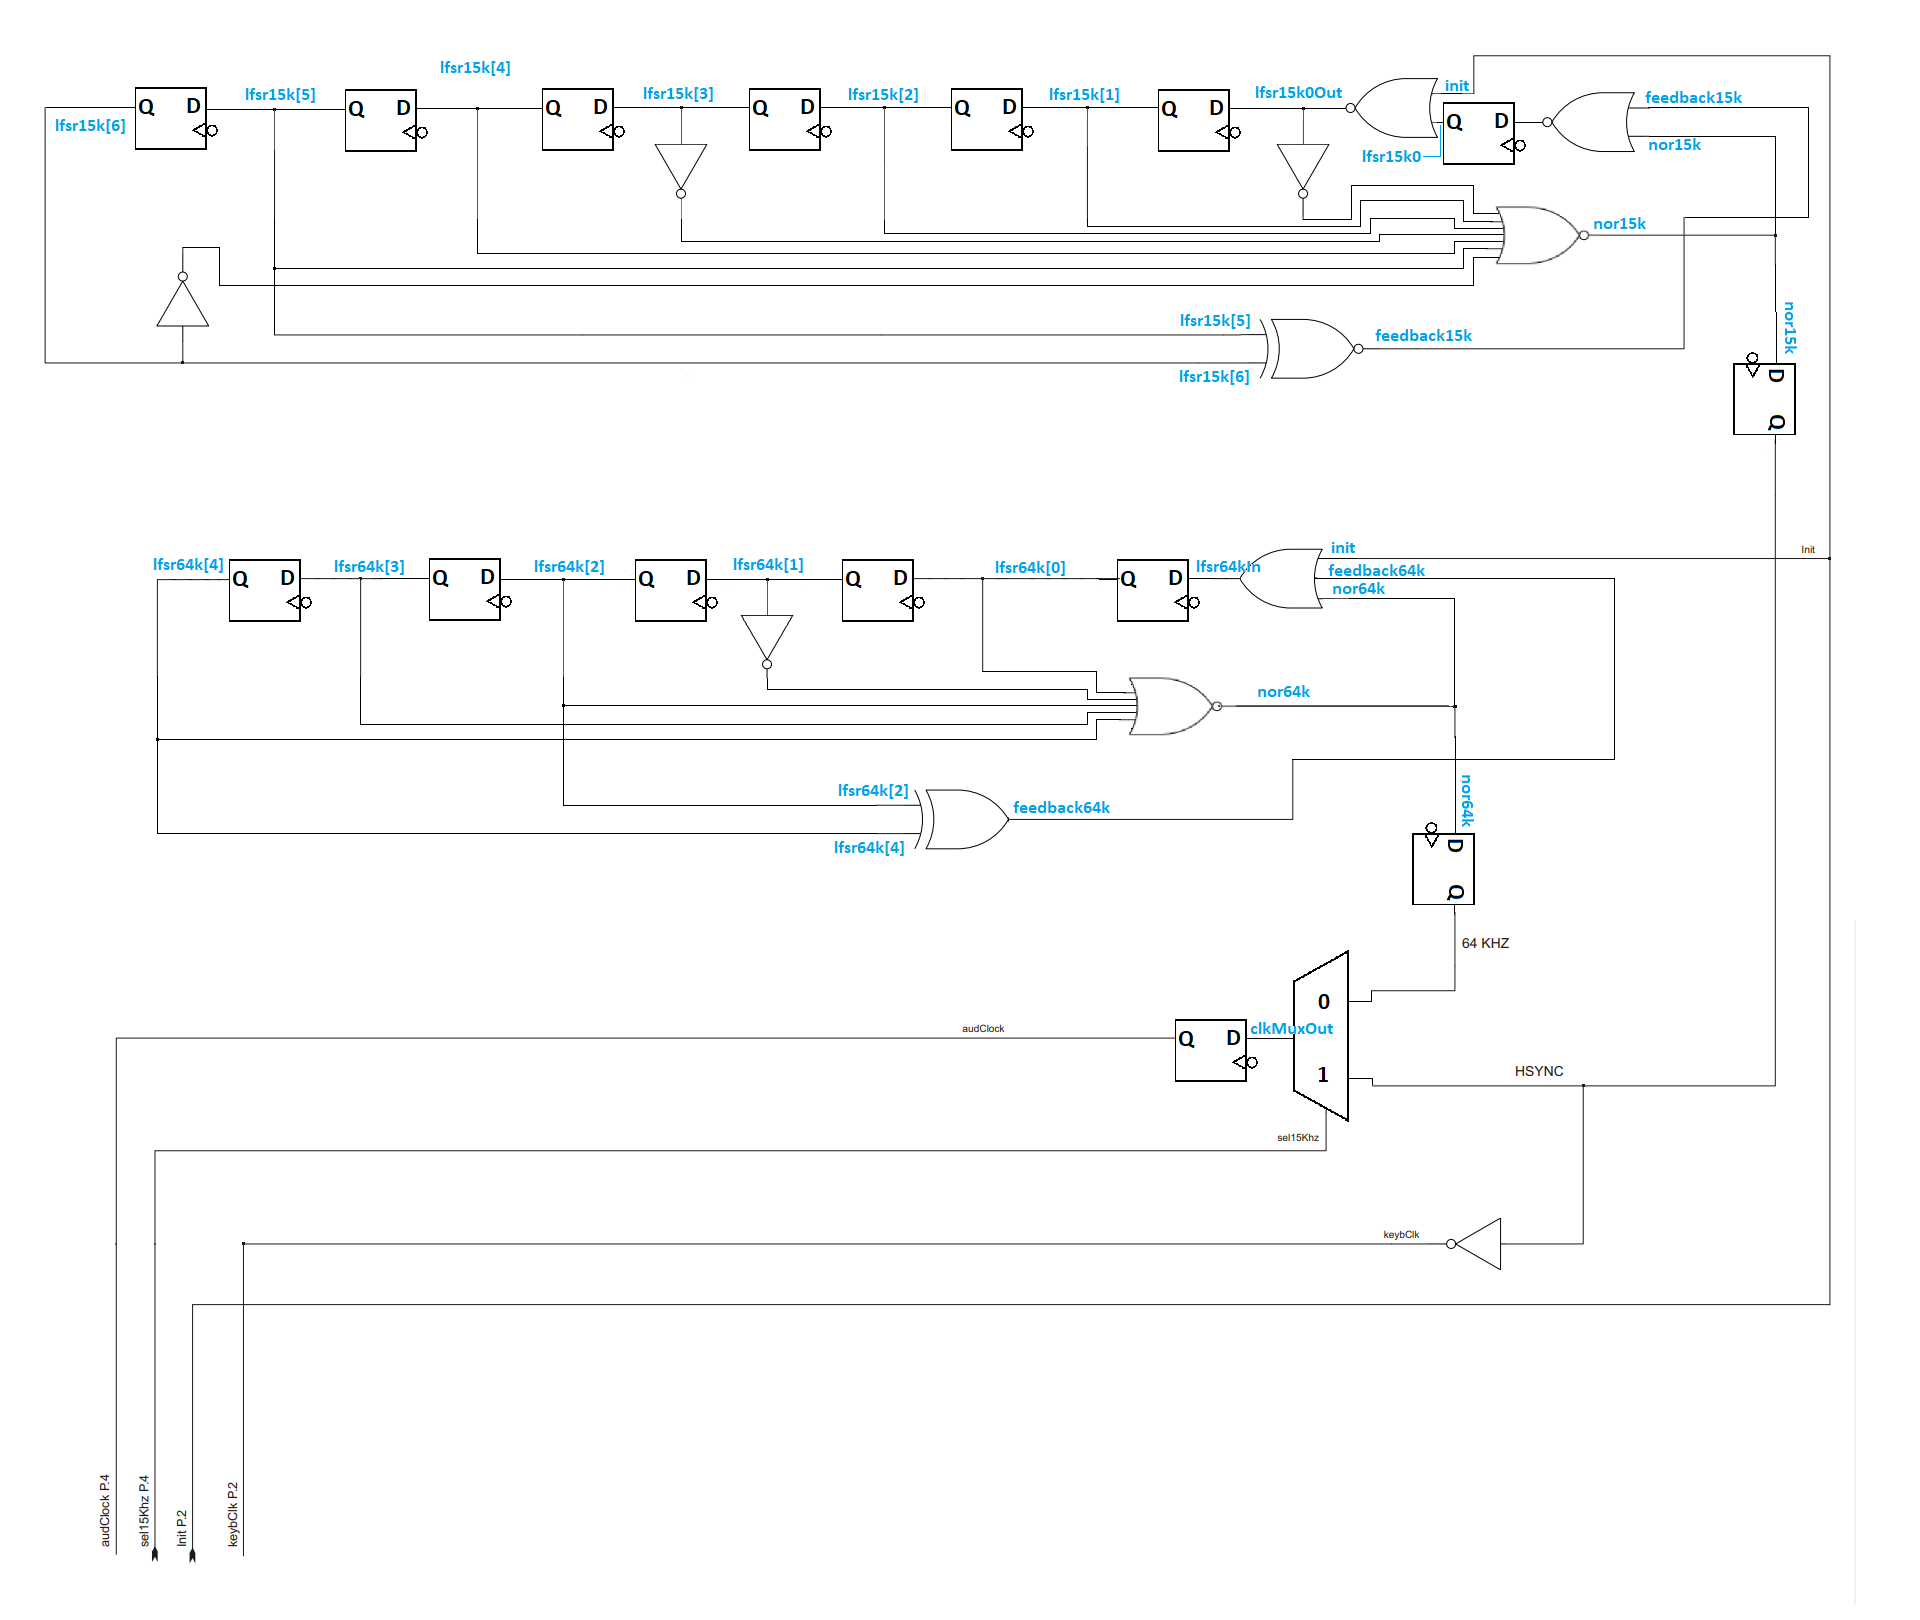 lfsr15k[4]
lfsr15k[5]
lfsr15k[3]
lfsr15k[2]
lfsr15k[1]
lfsr15k0Out
init
feedback15k
Q D
Q D
Q D
Q D
Q D
Q D
Q D
lfsr15k[6]
lfsr15k0
nor15k
nor15k
lfsr15k[5]
feedback15k
lfsr15k[6]
nor15k
D
Q
init
Init
lfsr64k[4]
lfsr64k[3]
lfsr64k[2]
lfsr64k[1]
lfsr64k[0]
lfsr64kIn
feedback64k
nor64k
Q D
Q D
Q D
Q D
Q D
nor64k
lfsr64k[2]
feedback64k
lfsr64k[4]
nor64k
D
Q
64 KHZ
0
audClock
Q D
clkMuxOut
1
HSYNC
sel15Khz
keybClk
audClock P.4
sel15Khz P.4
Init P.2
keybClk P.2